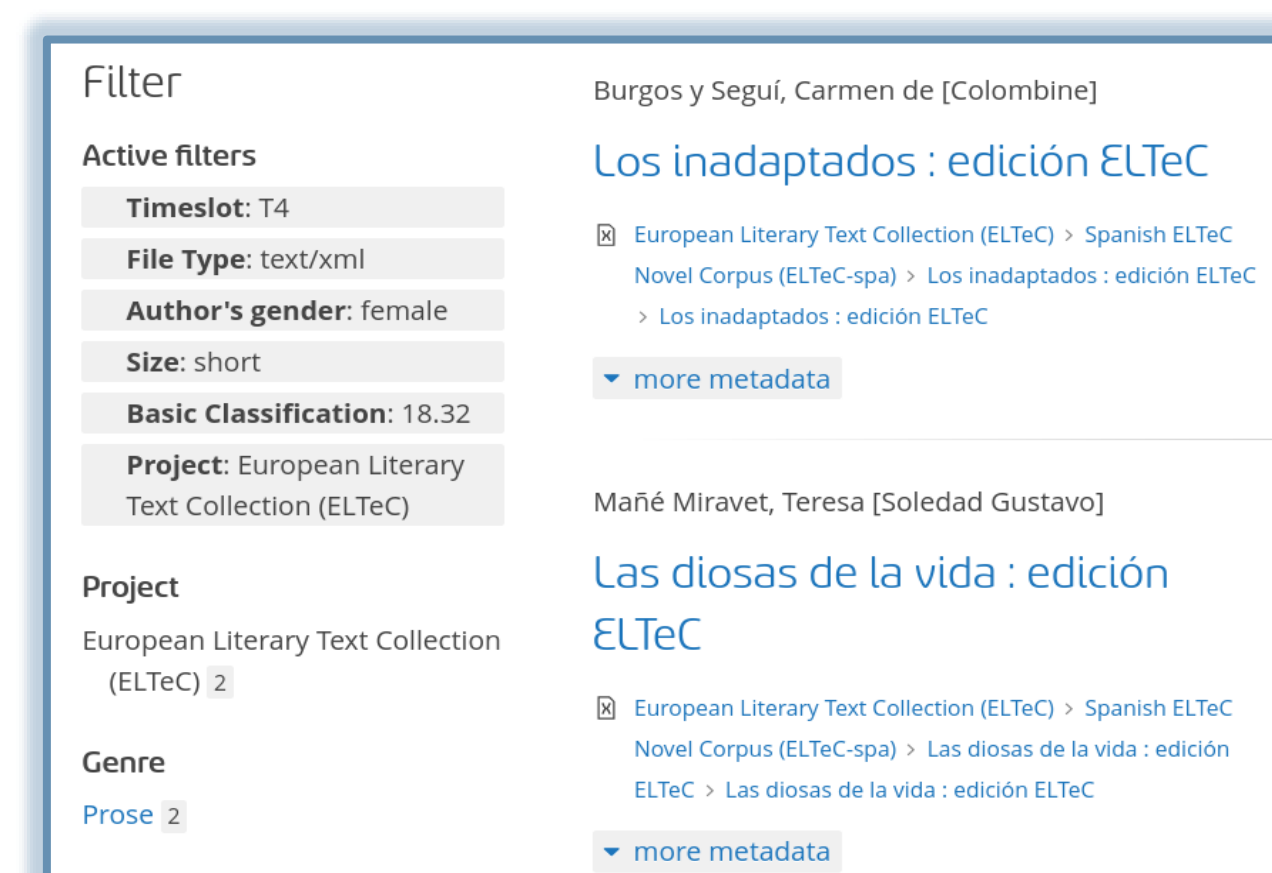 Filter
Active filters
Timeslot: T4
File Type: text/xml
Author's gender: female
Size: short
Basic Classification: 18.32
Project: European Literary
Text Collection (ELTeC)
Project
European Literary Text Collection
(ELTeC) 2
Genre
Prose 2
Burgos y Seguí, Carmen de [Colombine]
Los inadaptados : edición ELTeC
European Literary Text Collection (ELTeC) > Spanish ELTeC
Novel Corpus (ELTeC-spa) > Los inadaptados : edición ELTeC
> Los inadaptados : edición ELTeC
more metadata
Mañé Miravet, Teresa [Soledad Gustavo]
Las diosas de la vida : edición
ELTeC
European Literary Text Collection (ELTeC) > Spanish ELTeC
Novel Corpus (ELTeC-spa) > Las diosas de la vida : edición
ELTeC > Las diosas de la vida : edición ELTeC
more metadata